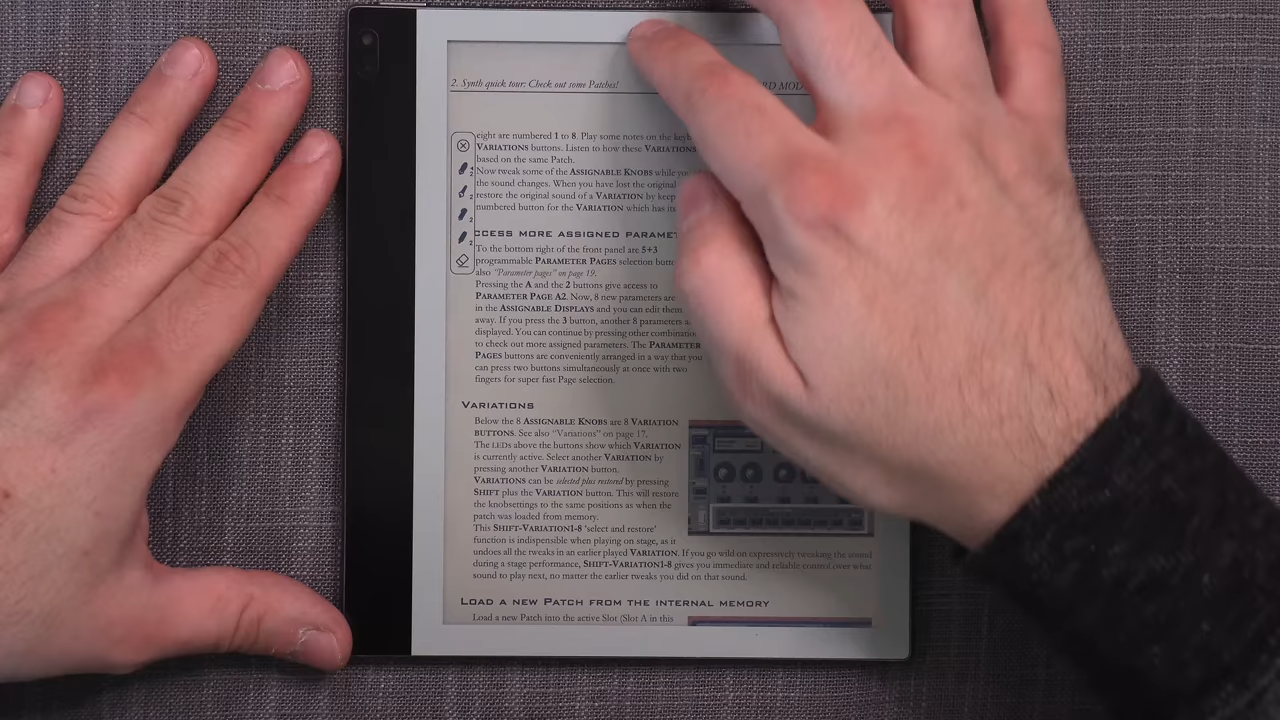 2. Synth quick tour: Check out some Patches!
eight are numbered 1 to 8. Play some notes on the
VARIATIONS buttons. Listen to how these VARIATIONS
based on the same Patch.
Now tweak some of the ASSIGNABLE KNOBS while
the sound changes. When you have lost the original
restore the original sound of a VARIATION by
numbered button for the VARIATION which has
CCESS MORE ASSIGNED
To the bottom right of the front panel are 5+3
programmable PARAMETER PAGES selection
also "Parameter pages" on page 19.
Pressing the A and the 2 buttons give access to
PARAMETER PAGE A2. Now, 8 new parameters are
in the ASSIGNABLE DISPLAYS and you can edit them
away. If you press the 3 button, another 8 parameters
displayed. You can continue by pressing other
to check out more assigned parameters. The PARAMETER
PAGES buttons are conveniently arranged in a way that you
can press two buttons simultaneously at once with two
fingers for super fast Page selection.
VARIATIONS
Below the 8 ASSIGNABLE KNOBS are 8 VARIATION
BUTTONS. See also "Variations" on page 17.
The LEDs above the buttons show which VARIATION
is currently active. Select another VARIATION by
pressing another VARIATION button.
VARIATIONS can be selected plus restored by pressing
SHIFT plus the VARIATION button. This will restore
the knobsettings to the same positions as when the
patch was loaded from memory.
This SHIFT-VARIATION1-8 'select and restore'
function is indispensible when playing on stage, as it
undoes all the tweaks in an earlier played VARIATION. If you go wild on expressively tweaking the sound
during a stage performance, SHIFT-VARIATION1-8 gives you immediate and reliable control over what
sound to play next, no matter the earlier tweaks you did on that sound.
LOAD A NEW PATCH FROM THE INTERNAL MEMORY
Load a new Patch into the active Slot (Slot A in this